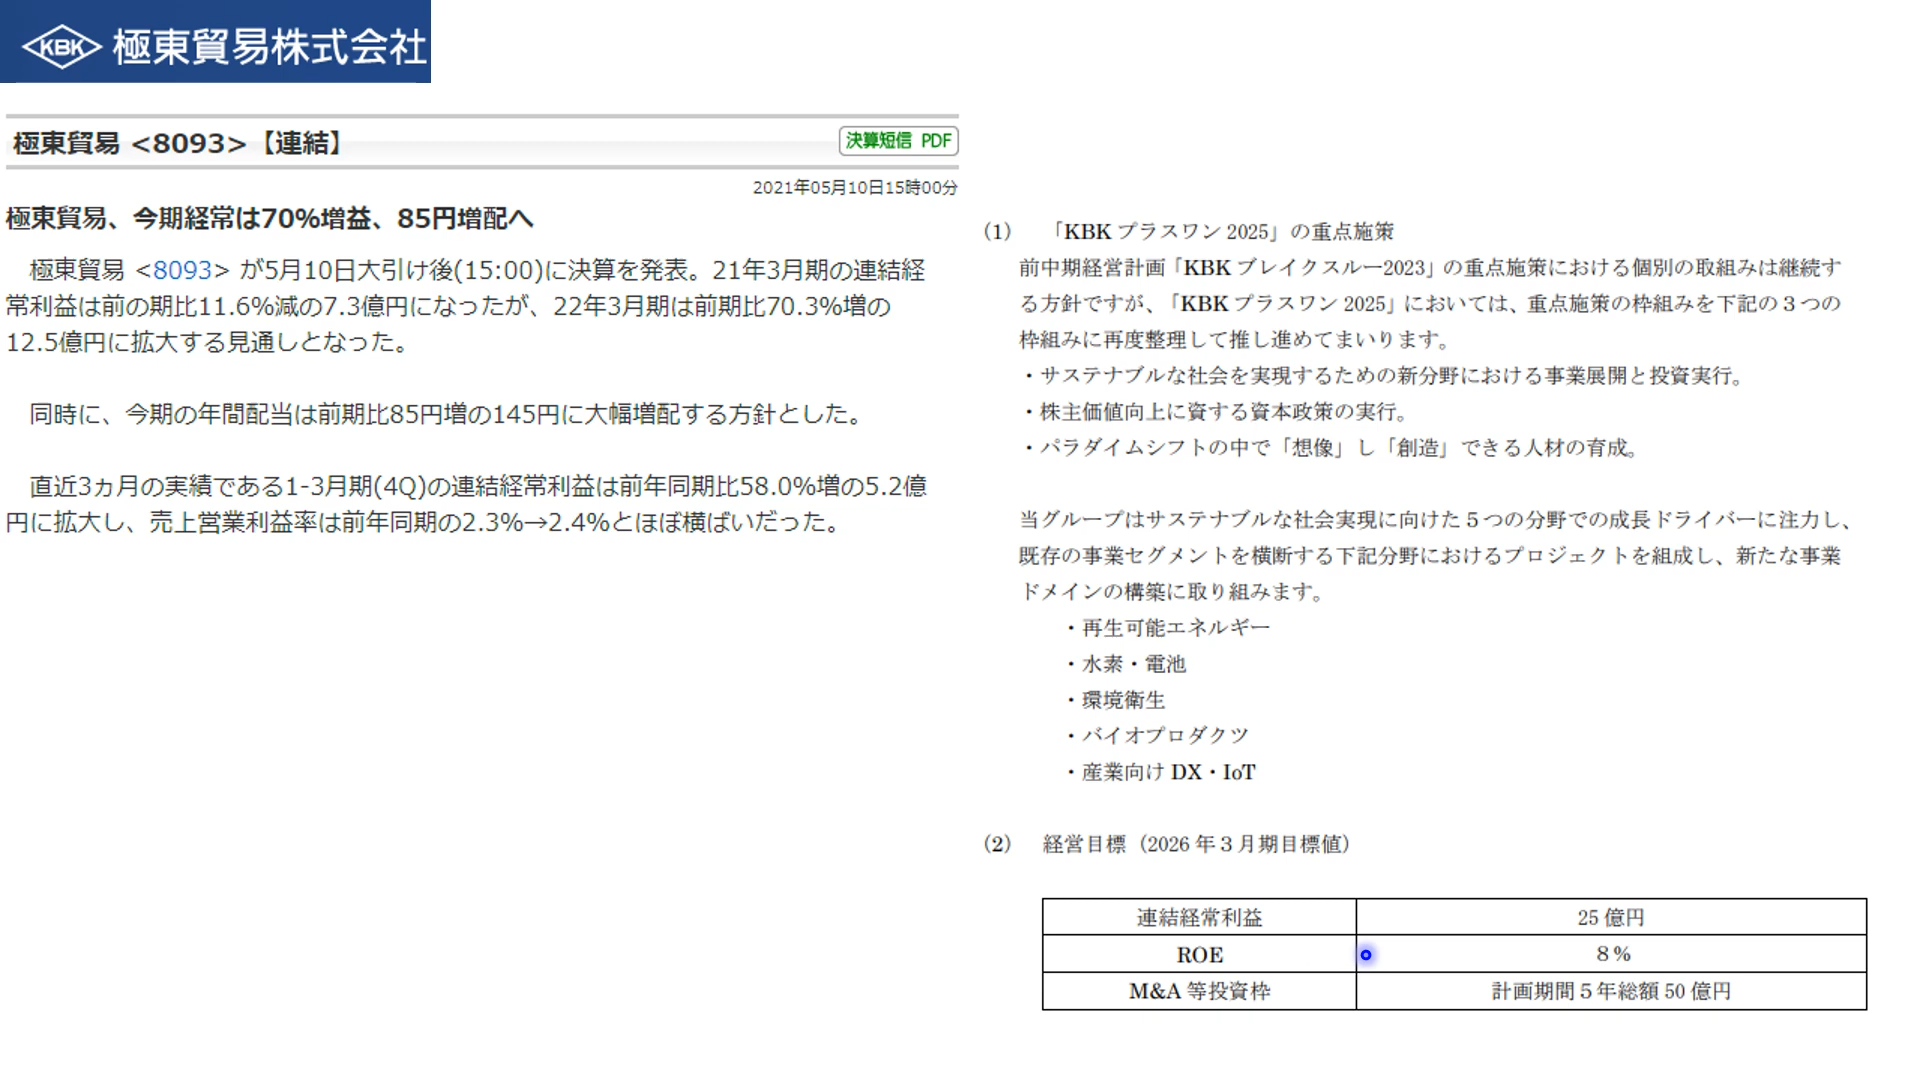 KBK 極東貿易株式会社
極東貿易 <8093>【連結】
決算短信 PDF
2021年05月10日15時00分
極東貿易、今期経常は70%増益、85円増配へ
極東貿易 <8093> が5月10日大引け後(15:00)に決算を発表。21年3月期の連結経
常利益は前の期比11.6%減の7.3億円になったが、22年3月期は前期比70.3%増の
12.5億円に拡大する見通しとなった。
同時に、今期の年間配当は前期比85円増の145円に大幅増配する方針とした。
直近3ヵ月の実績である1-3月期(4Q)の連結経常利益は前年同期比58.0%増の5.2億
円に拡大し、売上営業利益率は前年同期の2.3%→2.4%とほぼ横ばいだった。
(1) 「KBK プラスワン 2025」の重点施策
前中期経営計画「KBK ブレイクスルー2023」の重点施策における個別の取組みは継続す
る方針ですが、「KBK プラスワン 2025」においては、重点施策の枠組みを下記の３つの
枠組みに再度整理して推し進めてまいります。
・サステナブルな社会を実現するための新分野における事業展開と投資実行。
・株主価値向上に資する資本政策の実行。
・パラダイムシフトの中で「想像」し「創造」できる人材の育成。
当グループはサステナブルな社会実現に向けた５つの分野での成長ドライバーに注力し、
既存の事業セグメントを横断する下記分野におけるプロジェクトを組成し、新たな事業
ドメインの構築に取り組みます。
・再生可能エネルギー
・水素・電池
・環境衛生
・バイオプロダクツ
・産業向け DX・IoT
(2) 経営目標（2026 年３月期目標値）
連結経常利益 25 億円
ROE ８%
M&A 等投資枠 計画期間５年総額 50 億円